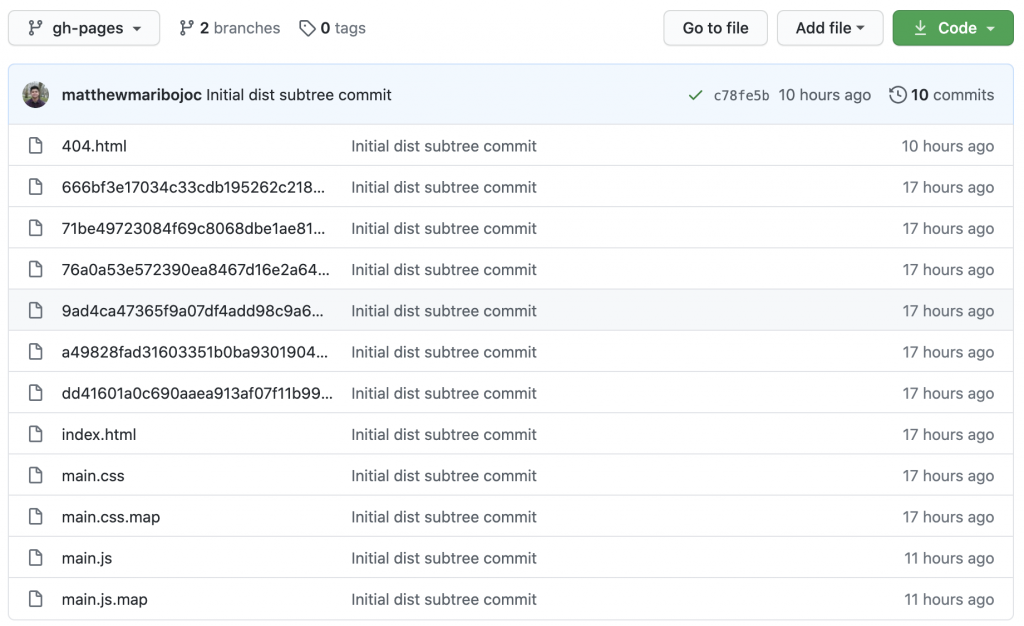 gh-pages 2 branches 0 tags Go to file Add file Code
matthewmaribojoc Initial dist subtree commit c78fe5b 10 hours ago 10 commits
404.html Initial dist subtree commit 10 hours ago
666bf3e17034c33cdb195262c218... Initial dist subtree commit 17 hours ago
71be49723084f69c8068dbe1ae81... Initial dist subtree commit 17 hours ago
76a0a53e572390ea8467d16e2a64... Initial dist subtree commit 17 hours ago
9ad4ca47365f9a07df4add98c9a6... Initial dist subtree commit 17 hours ago
a49828fad31603351b0ba9301904... Initial dist subtree commit 17 hours ago
dd41601a0c690aaea913af07f11b99... Initial dist subtree commit 17 hours ago
index.html Initial dist subtree commit 17 hours ago
main.css Initial dist subtree commit 17 hours ago
main.css.map Initial dist subtree commit 17 hours ago
main.js Initial dist subtree commit 11 hours ago
main.js.map Initial dist subtree commit 11 hours ago